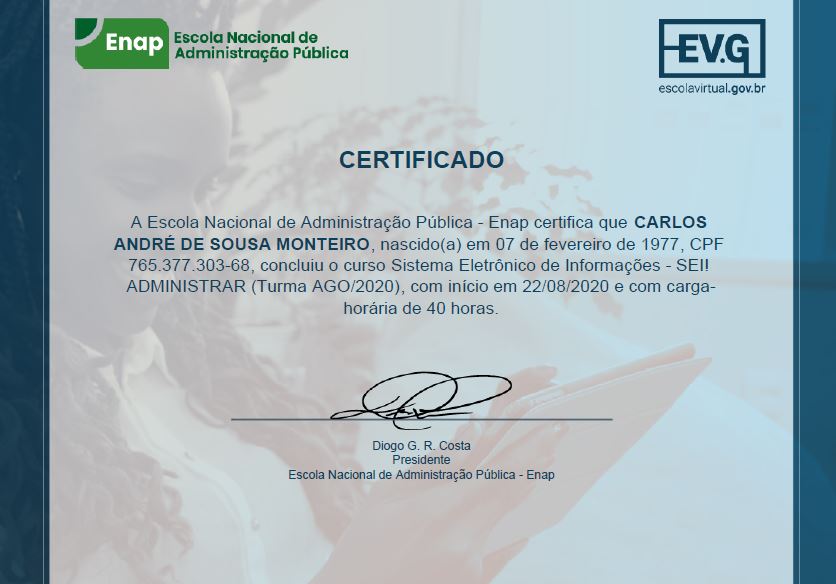 Enap
Escola Nacional de
Administração Pública
EV.G
escolavirtual.gov.br
CERTIFICADO
A Escola Nacional de Administração Pública - Enap certifica que CARLOS
ANDRÉ DE SOUSA MONTEIRO, nascido(a) em 07 de fevereiro de 1977, CPF
765.377.303-68, concluiu o curso Sistema Eletrônico de Informações - SEI!
ADMINISTRAR (Turma AGO/2020), com início em 22/08/2020 e com carga-
horária de 40 horas.
Diogo G. R. Costa
Presidente
Escola Nacional de Administração Pública - Enap